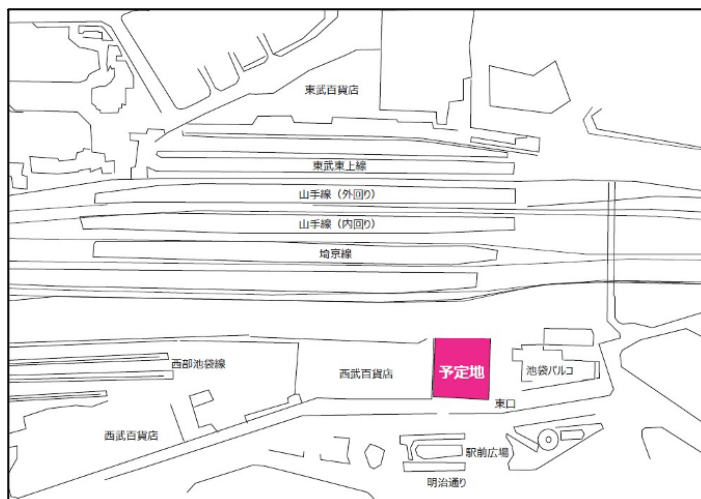 東武百貨店
東武東上線
山手線（外回り）
山手線（内回り）
埼京線
西部池袋線
西武百貨店
予定地
池袋パルコ
東口
西武百貨店
駅前広場
明治通り